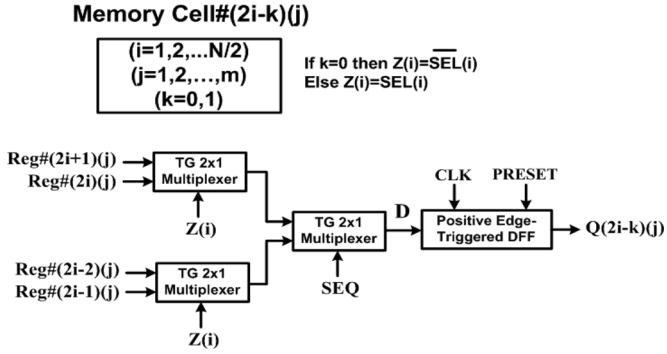 Memory Cell#(2i-k)(j)
(i=1,2,...N/2)
(j=1,2,...,m)
(k=0,1)
If k=0 then Z(i)=S̅E̅L̅(i)
Else Z(i)=SEL(i)
Reg#(2i+1)(j)
Reg#(2i)(j)
TG 2x1
Multiplexer
Z(i)
Reg#(2i-2)(j)
Reg#(2i-1)(j)
TG 2x1
Multiplexer
Z(i)
TG 2x1
Multiplexer
SEQ
D
CLK
PRESET
Positive Edge-
Triggered DFF
Q(2i-k)(j)